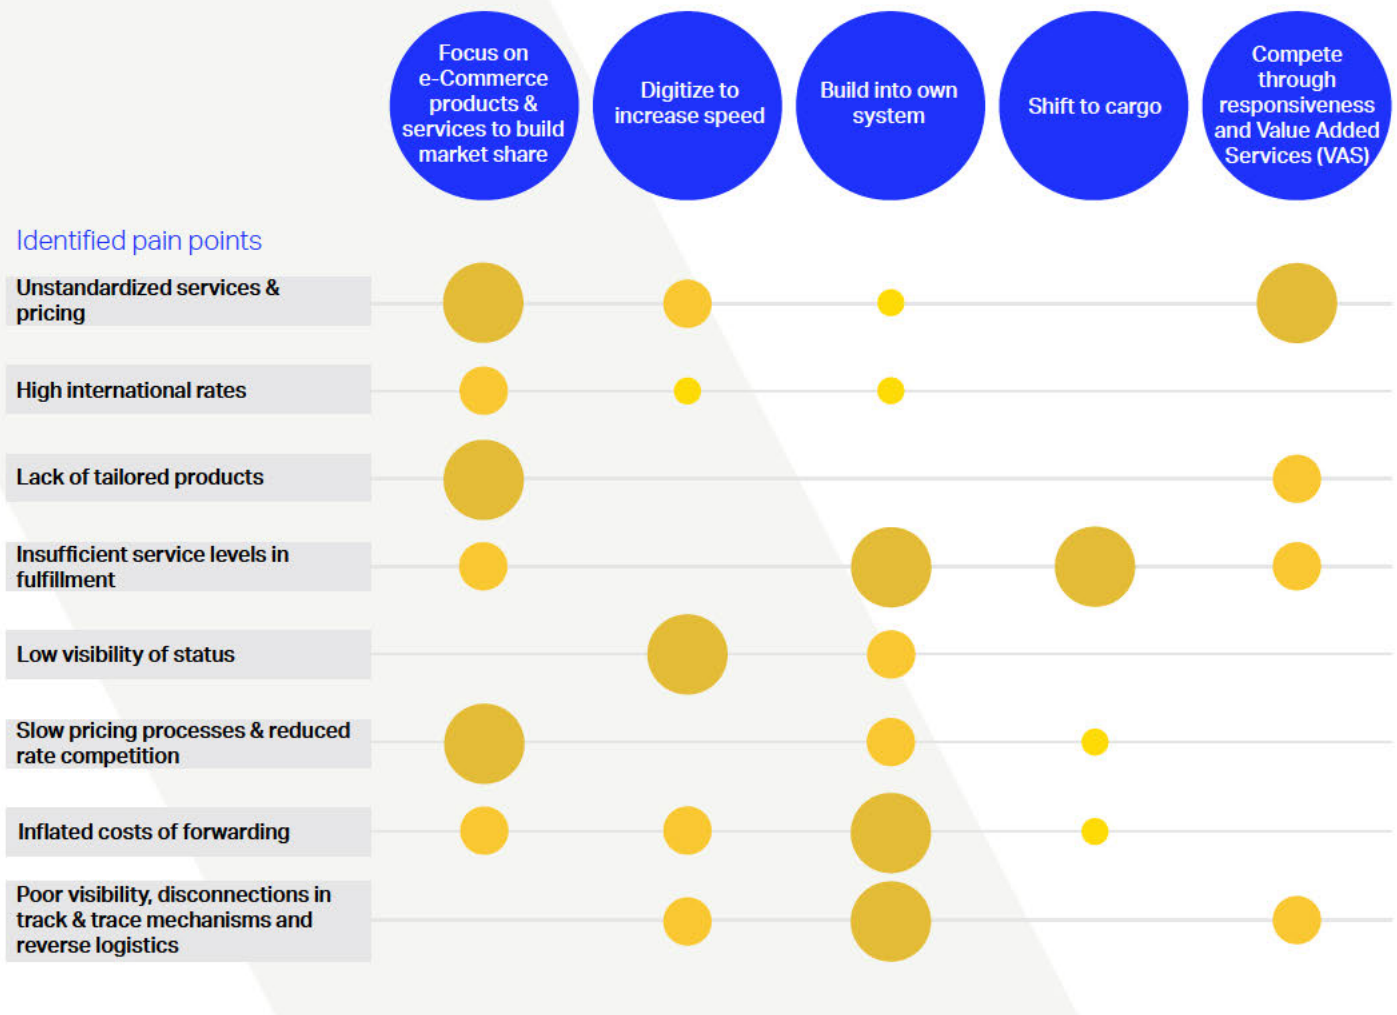 Focus on
e-Commerce
products &
services to build
market share
Digitize to
increase speed
Build into own
system
Shift to cargo
Compete
through
responsiveness
and Value Added
Services (VAS)
Identified pain points
Unstandardized services &
pricing
High international rates
Lack of tailored products
Insufficient service levels in
fulfillment
Low visibility of status
Slow pricing processes & reduced
rate competition
Inflated costs of forwarding
Poor visibility, disconnections in
track & trace mechanisms and
reverse logistics